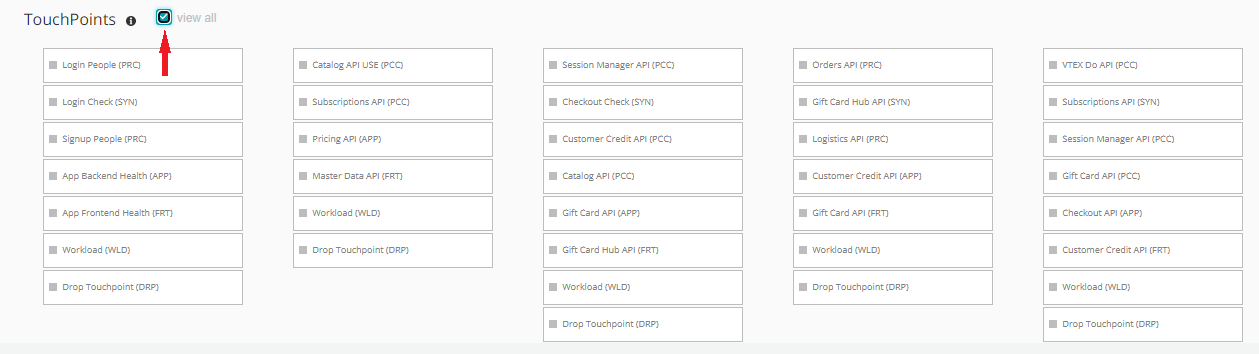 TouchPoints view all
Login People (PRC)
Login Check (SYN)
Signup People (PRC)
App Backend Health (APP)
App Frontend Health (FRT)
Workload (WLD)
Drop Touchpoint (DRP)
Catalog API USE (PCC)
Subscriptions API (PCC)
Pricing API (APP)
Master Data API (FRT)
Workload (WLD)
Drop Touchpoint (DRP)
Session Manager API (PCC)
Checkout Check (SYN)
Customer Credit API (PCC)
Catalog API (PCC)
Gift Card API (APP)
Gift Card Hub API (FRT)
Workload (WLD)
Drop Touchpoint (DRP)
Orders API (PRC)
Gift Card Hub API (SYN)
Logistics API (PRC)
Customer Credit API (APP)
Gift Card API (FRT)
Workload (WLD)
Drop Touchpoint (DRP)
VTEX Do API (PCC)
Subscriptions API (SYN)
Session Manager API (PCC)
Gift Card API (PCC)
Checkout API (APP)
Customer Credit API (FRT)
Workload (WLD)
Drop Touchpoint (DRP)